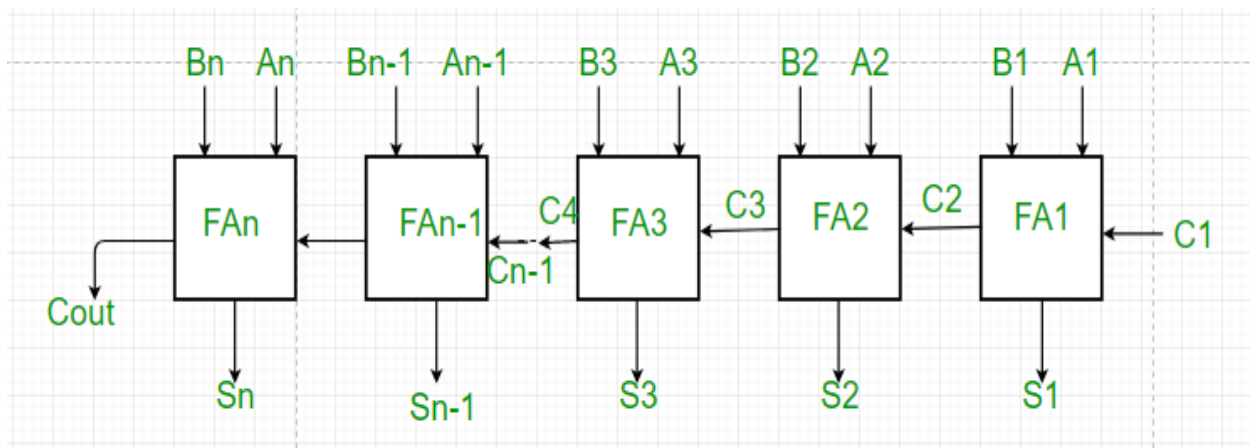 Bn An Bn-1 An-1 B3 A3 B2 A2 B1 A1
FAn FAn-1 C4 FA3 C3 FA2 C2 FA1 C1
Cn-1
Cout
Sn Sn-1 S3 S2 S1